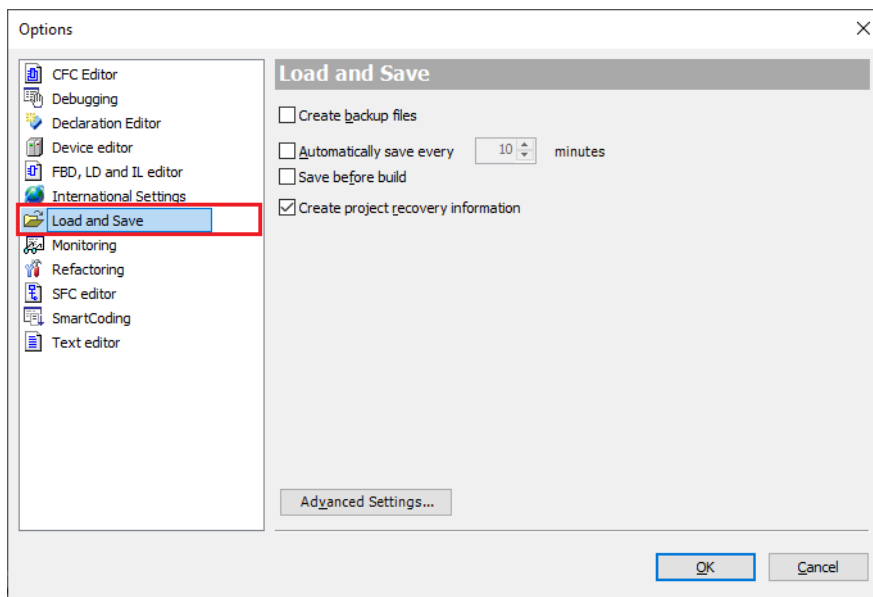 Options
CFC Editor
Debugging
Declaration Editor
Device editor
FBD, LD and IL editor
International Settings
Load and Save
Monitoring
Refactoring
SFC editor
SmartCoding
Text editor
Load and Save
Create backup files
Automatically save every 10 minutes
Save before build
Create project recovery information
Advanced Settings...
OK Cancel